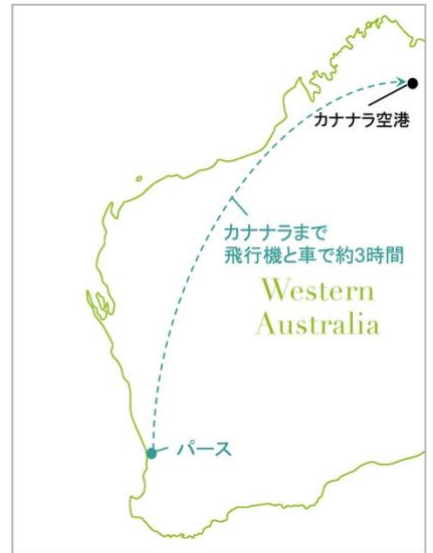 カナナラ空港
カナナラまで
飛行機と車で約3時間
Western
Australia
パース